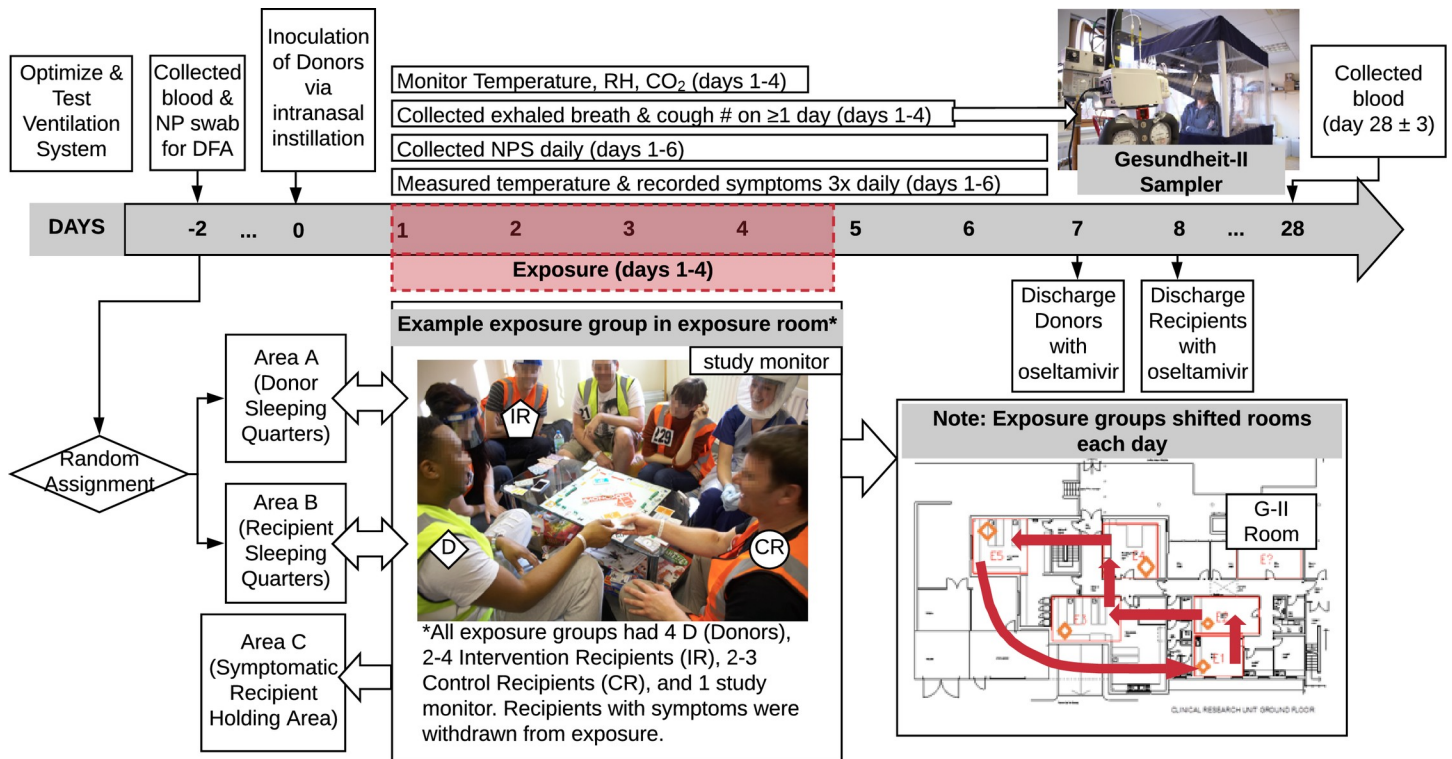 Optimize &
Test
Ventilation
System
Collected
blood &
NP swab
for DFA
Inoculation
of Donors
via
intranasal
instillation
Monitor Temperature, RH, CO₂ (days 1-4)
Collected exhaled breath & cough # on ≥1 day (days 1-4)
Collected NPS daily (days 1-6)
Measured temperature & recorded symptoms 3x daily (days 1-6)
Gesundheit-II
Sampler
Collected
blood
(day 28 ± 3)
DAYS -2 ... 0 1 2 3 4 5 6 7 8 ... 28
Exposure (days 1-4)
Discharge
Donors
with
oseltamivir
Discharge
Recipients
with
oseltamivir
Random
Assignment
Area A
(Donor
Sleeping
Quarters)
Area B
(Recipient
Sleeping
Quarters)
Area C
(Symptomatic
Recipient
Holding Area)
Example exposure group in exposure room*
study monitor
IR
D
CR
229
*All exposure groups had 4 D (Donors),
2-4 Intervention Recipients (IR), 2-3
Control Recipients (CR), and 1 study
monitor. Recipients with symptoms were
withdrawn from exposure.
Note: Exposure groups shifted rooms
each day
G-II
Room
E5
E4
E?
E3
E1
CLINICAL RESEARCH UNIT GROUND FLOOR